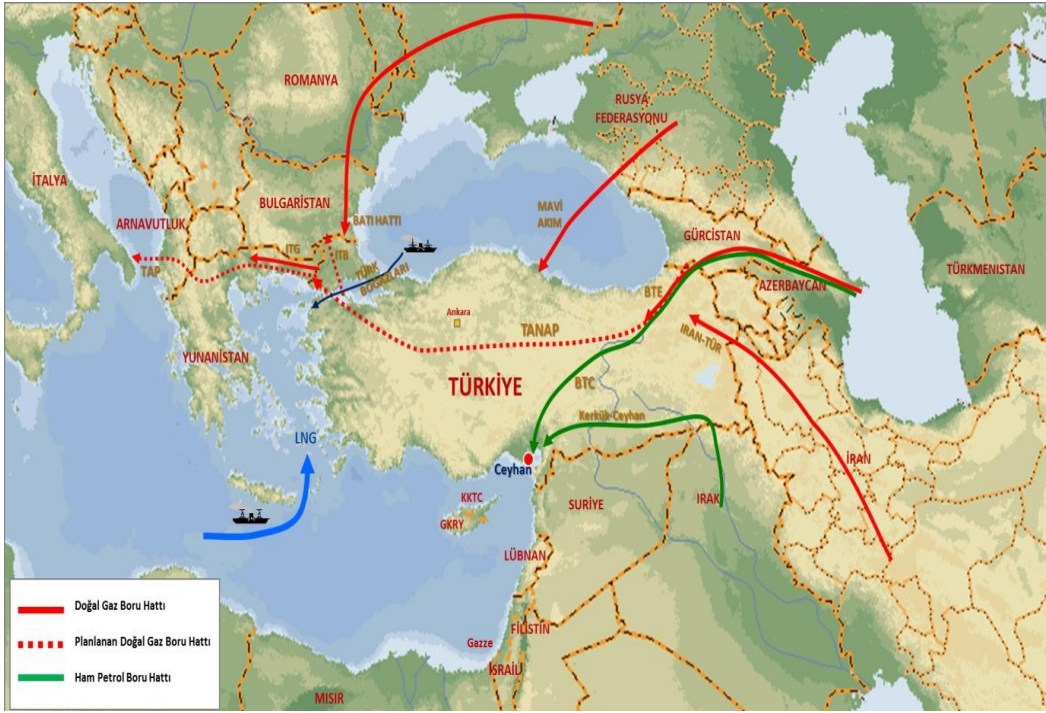 ROMANYA
RUSYA
FEDERASYONU
İTALYA
ARNAVUTLUK
BULGARİSTAN
BATI HATTI
MAVİ
AKIM
GÜRCİSTAN
TÜRKMENISTAN
ITG
ITB
TÜRK
BOĞAZLARI
TAP
AZERBAYCAN
BTE
Ankara
TANAP
IRAN-TÜR
YUNANİSTAN
TÜRKİYE
BTC
Kerkük-Ceyhan
LNG
Ceyhan
İRAN
KKTC
GKRY
SURİYE
IRAK
LÜBNAN
FİLİSTİN
Gazze
İSRAİL
MISIR
Doğal Gaz Boru Hattı
Planlanan Doğal Gaz Boru Hattı
Ham Petrol Boru Hattı